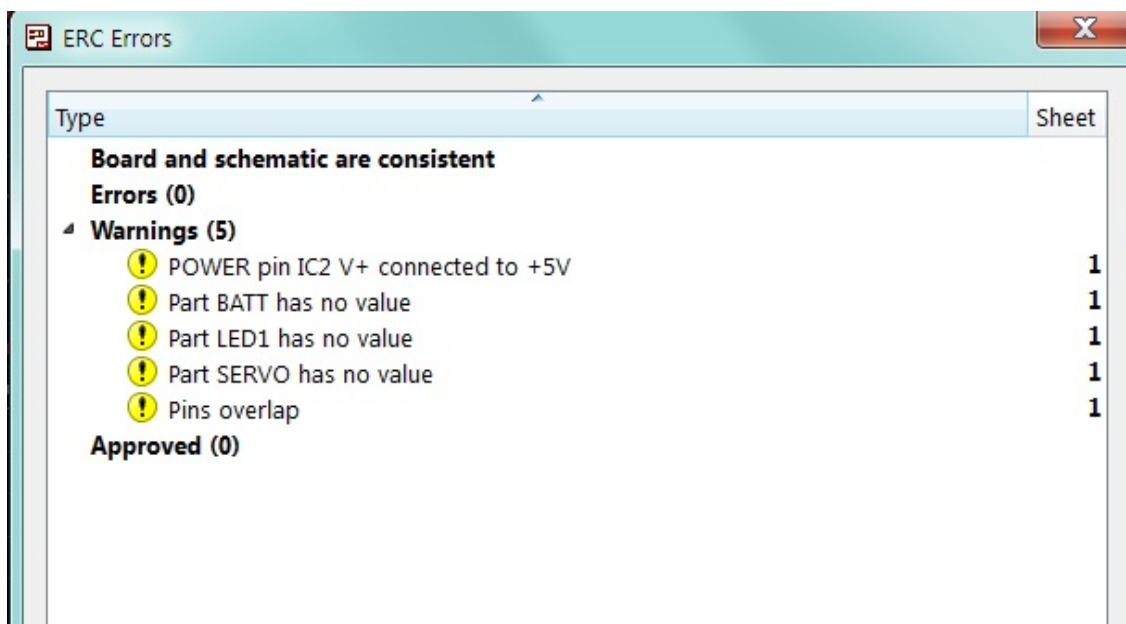 ERC Errors
Type Sheet
Board and schematic are consistent
Errors (0)
Warnings (5)
POWER pin IC2 V+ connected to +5V 1
Part BATT has no value 1
Part LED1 has no value 1
Part SERVO has no value 1
Pins overlap 1
Approved (0)